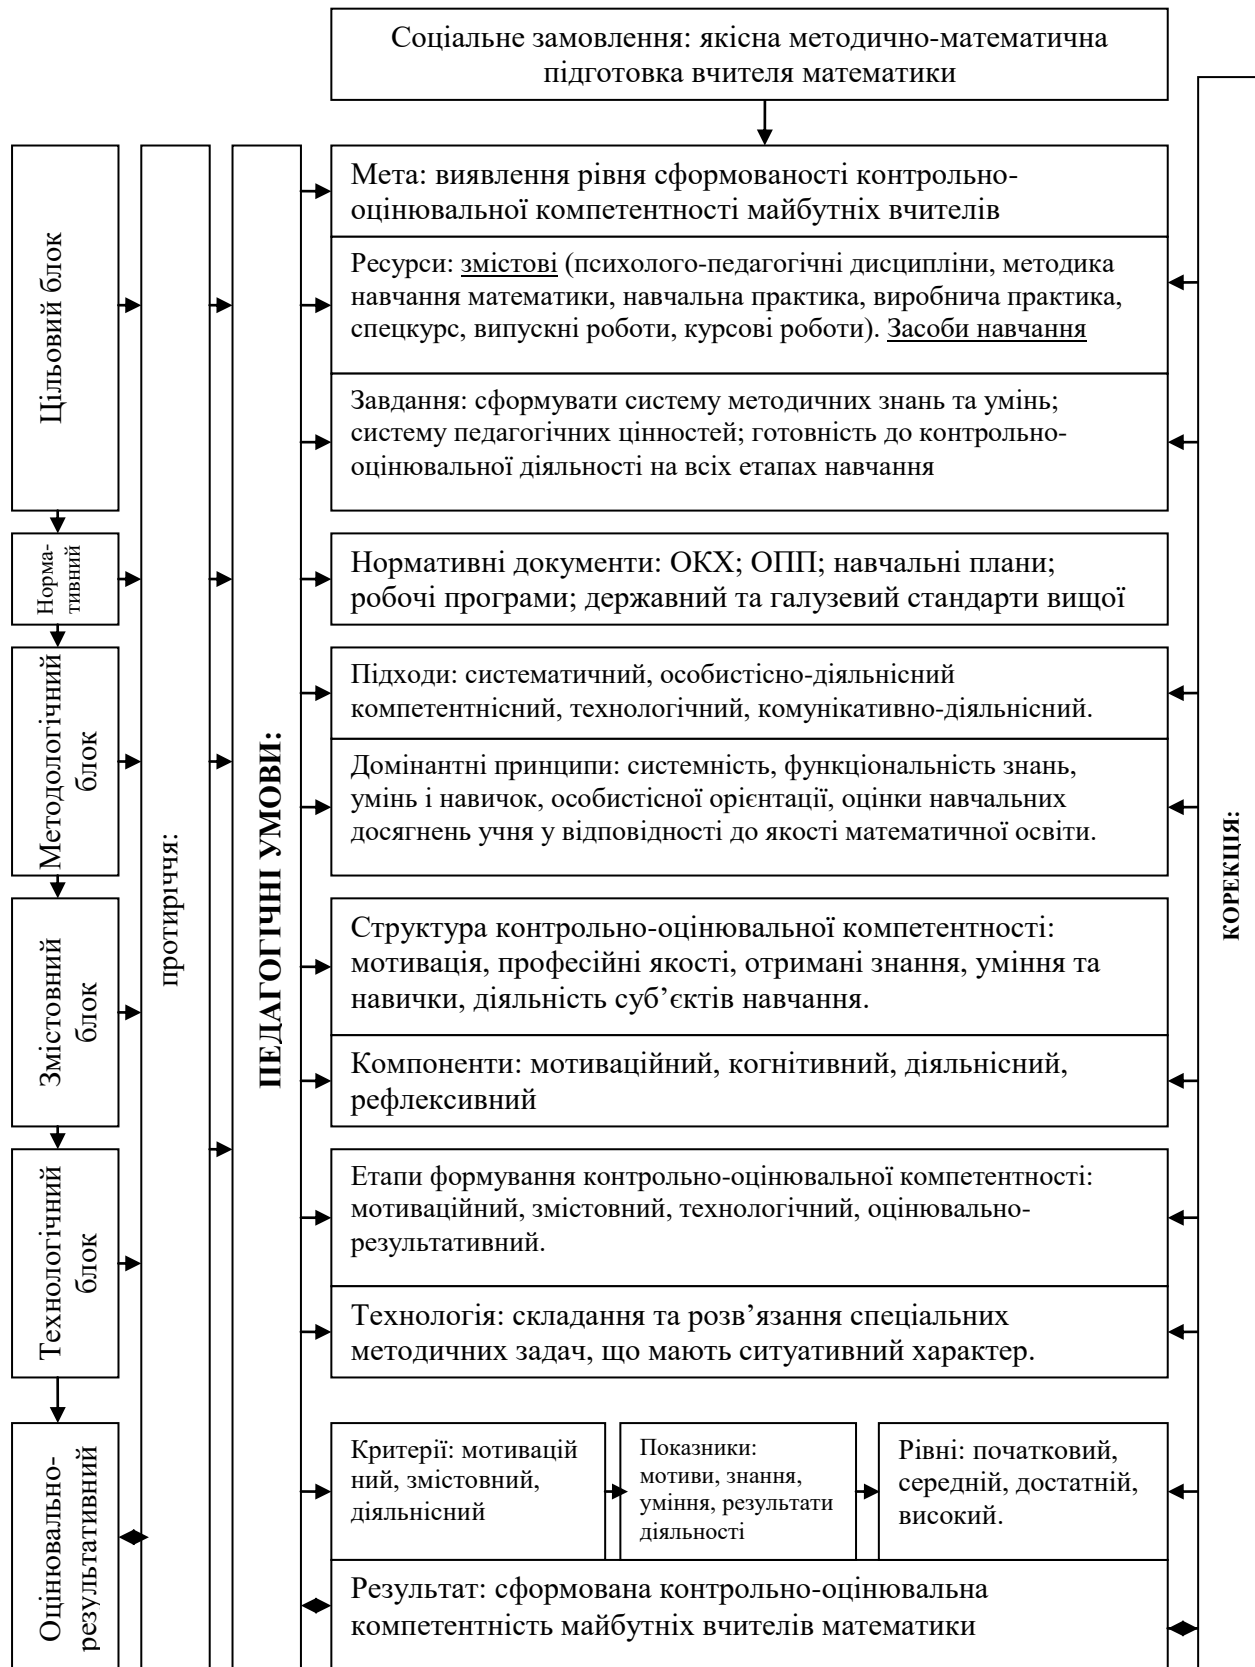 Соціальне замовлення: якісна методично-математична
підготовка вчителя математики
Цільовий блок
Норма-
тивний
Методологічний
блок
Змістовний
блок
Технологічний
блок
Оцінювально-
результативний
протиріччя:
ПЕДАГОГІЧНІ УМОВИ:
Мета: виявлення рівня сформованості контрольно-
оцінювальної компетентності майбутніх вчителів
Ресурси: змістові (психолого-педагогічні дисципліни, методика
навчання математики, навчальна практика, виробнича практика,
спецкурс, випускні роботи, курсові роботи). Засоби навчання
Завдання: сформувати систему методичних знань та умінь;
систему педагогічних цінностей; готовність до контрольно-
оцінювальної діяльності на всіх етапах навчання
Нормативні документи: ОКХ; ОПП; навчальні плани;
робочі програми; державний та галузевий стандарти вищої
Підходи: систематичний, особистісно-діяльнісний
компетентнісний, технологічний, комунікативно-діяльнісний.
Домінантні принципи: системність, функціональність знань,
умінь і навичок, особистісної орієнтації, оцінки навчальних
досягнень учня у відповідності до якості математичної освіти.
Структура контрольно-оцінювальної компетентності:
мотивація, професійні якості, отримані знання, уміння та
навички, діяльність суб’єктів навчання.
Компоненти: мотиваційний, когнітивний, діяльнісний,
рефлексивний
Етапи формування контрольно-оцінювальної компетентності:
мотиваційний, змістовний, технологічний, оцінювально-
результативний.
Технологія: складання та розв’язання спеціальних
методичних задач, що мають ситуативний характер.
Критерії: мотивацій
ний, змістовний,
діяльнісний
Показники:
мотиви, знання,
уміння, результати
діяльності
Рівні: початковий,
середній, достатній,
високий.
Результат: сформована контрольно-оцінювальна
компетентність майбутніх вчителів математики
КОРЕКЦІЯ: